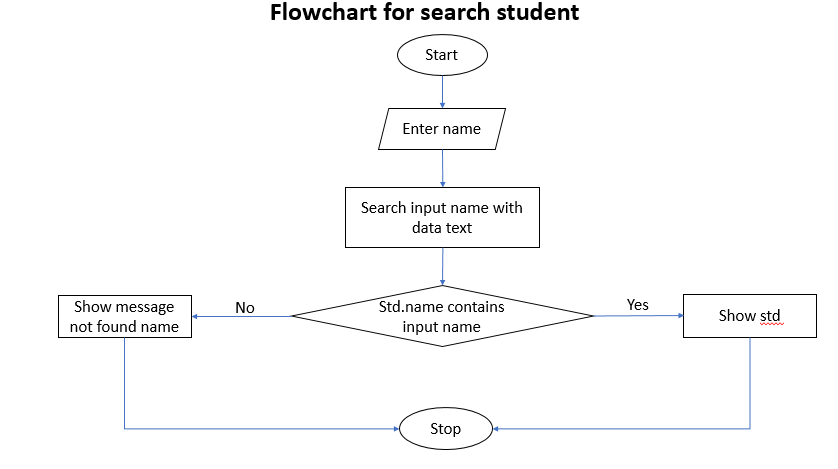 Flowchart for search student
Start
Enter name
Search input name with
data text
Std.name contains
input name
No
Yes
Show message
not found name
Show std
Stop